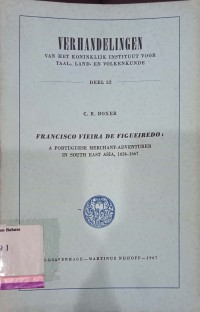 VERHANDELINGEN
VAN HET KONINKLIJK INSTITUUT VOOR
TAAL-, LAND- EN VOLKENKUNDE
DEEL 52
C. R. BOXER
FRANCISCO VIEIRA DE FIGUEIREDO:
A PORTUGUESE MERCHANT-ADVENTURER
IN SOUTH EAST ASIA, 1624-1667
MARTINUS NIJHOFF — 1967